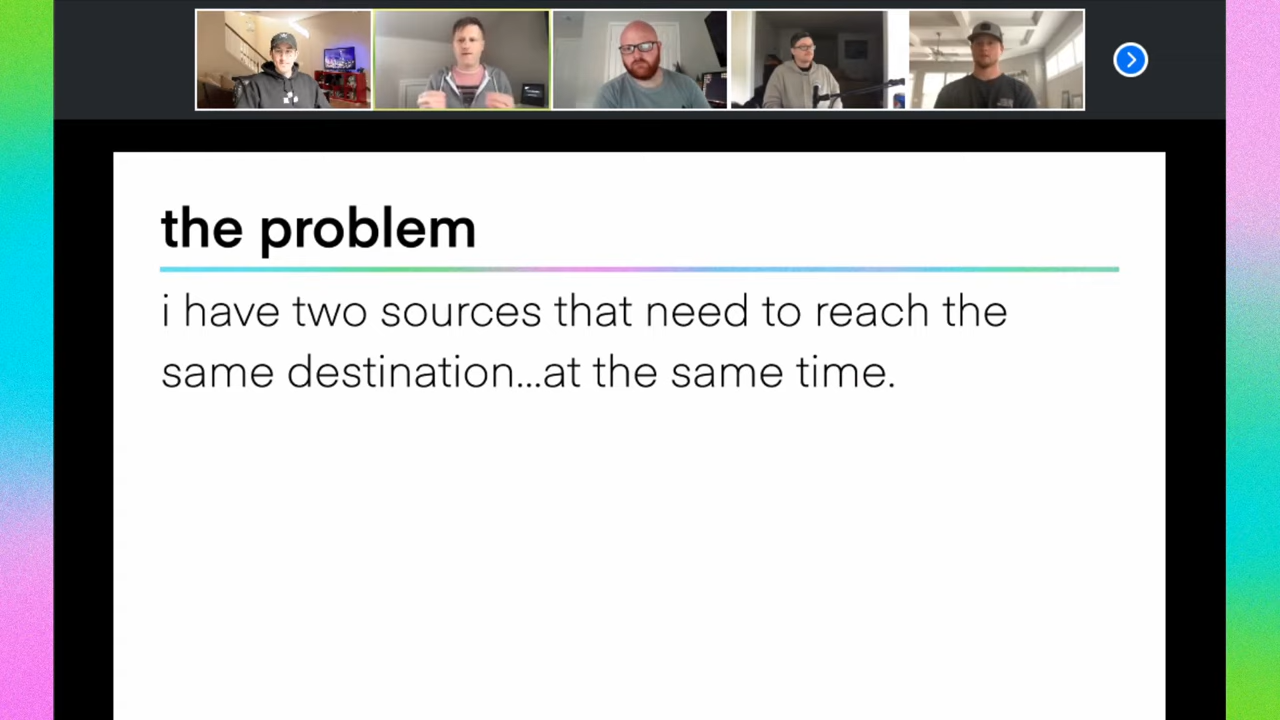 the problem
i have two sources that need to reach the
same destination...at the same time.